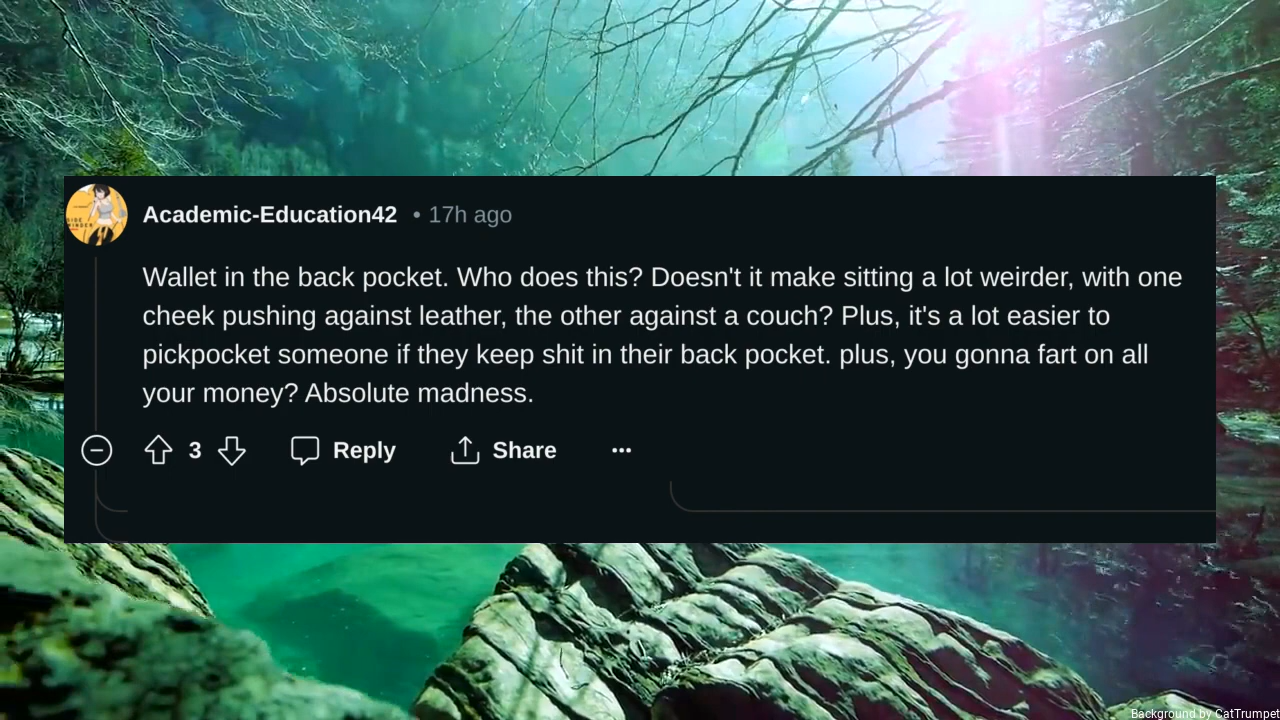 Academic-Education42 • 17h ago
Wallet in the back pocket. Who does this? Doesn't it make sitting a lot weirder, with one
cheek pushing against leather, the other against a couch? Plus, it's a lot easier to
pickpocket someone if they keep shit in their back pocket. plus, you gonna fart on all
your money? Absolute madness.
3 Reply Share ···
Background by CatTrumpet